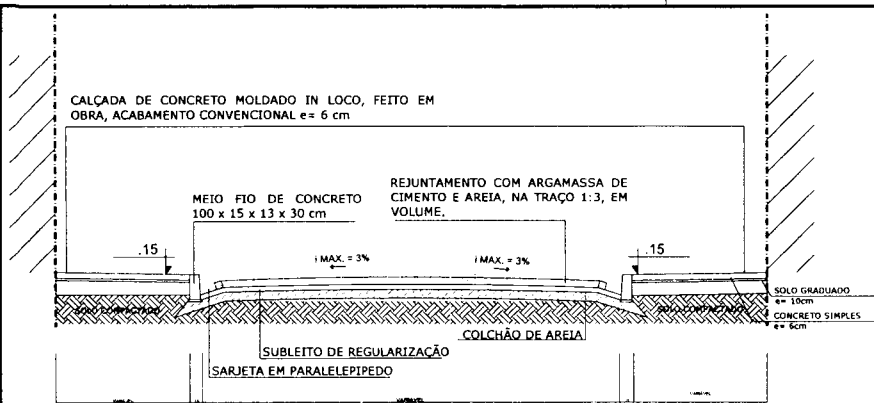 CALÇADA DE CONCRETO MOLDADO IN LOCO, FEITO EM
OBRA, ACABAMENTO CONVENCIONAL e= 6 cm
MEIO FIO DE CONCRETO
100 x 15 x 13 x 30 cm
REJUNTAMENTO COM ARGAMASSA DE
CIMENTO E AREIA, NA TRAÇO 1:3, EM
VOLUME.
.15
i MAX. = 3%
i MAX. = 3%
.15
SOLO GRADUADO
e= 10cm
SOLO COMPACTADO
SOLO COMPACTADO
CONCRETO SIMPLES
e= 6cm
COLCHÃO DE AREIA
SUBLEITO DE REGULARIZAÇÃO
SARJETA EM PARALELEPIPEDO